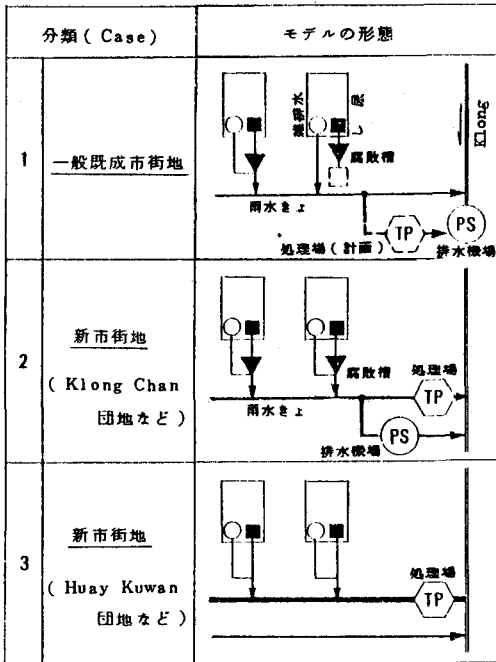 分類 ( Case )
モデルの形態
1
一般既成市街地
雑排水
し尿
腐敗槽
雨水きょ
処理場 ( 計画 )
TP
PS
排水機場
Klong
2
新市街地
( Klong Chan
団地など )
腐敗槽
処理場
TP
雨水きょ
PS
排水機場
3
新市街地
( Huay Kuwan
団地など )
処理場
TP